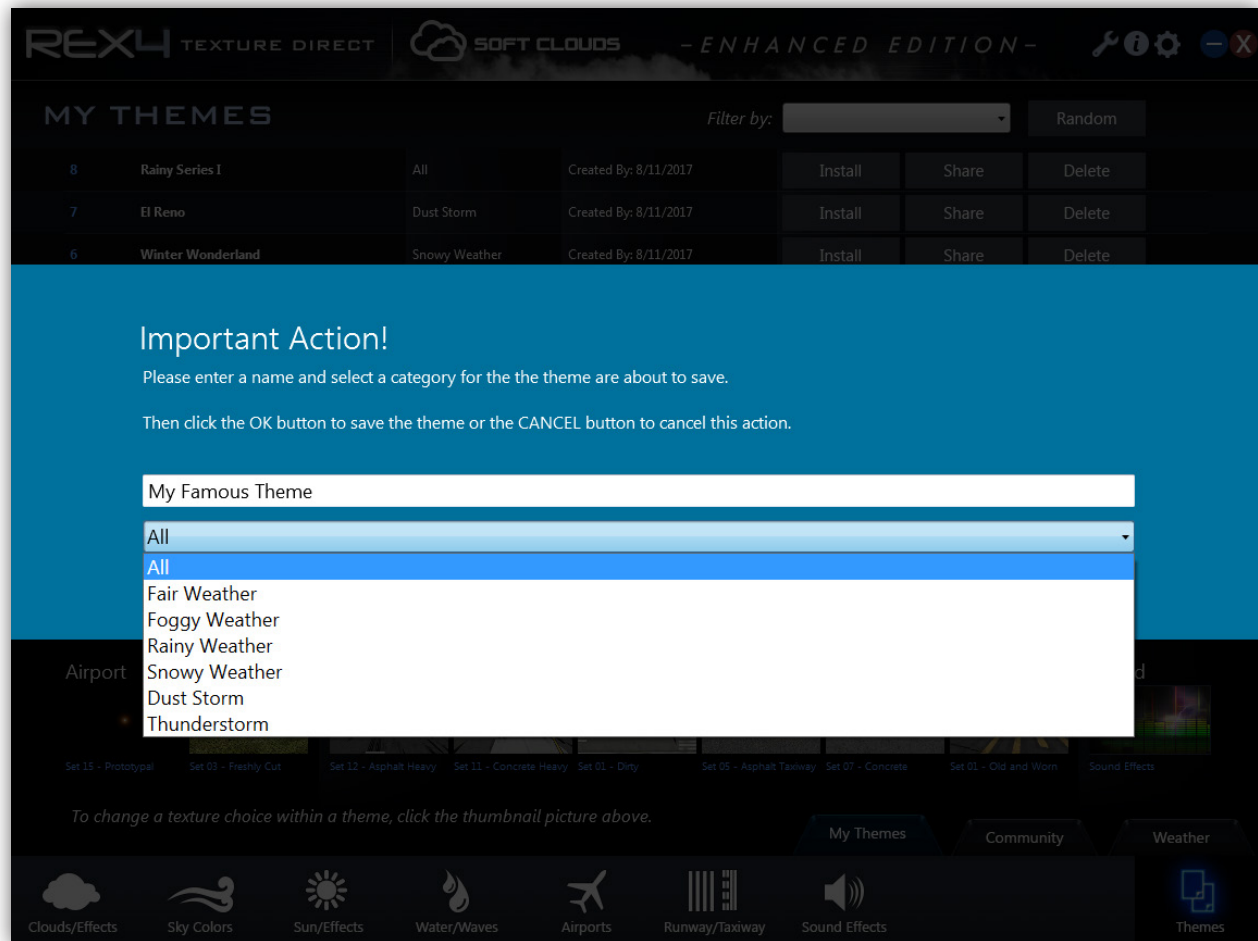 REX4 TEXTURE DIRECT SOFT CLOUDS -ENHANCED EDITION-
MY THEMES Filter by: Random
8 Rainy Series I All Created By: 8/11/2017 Install Share Delete
7 El Reno Dust Storm Created By: 8/11/2017 Install Share Delete
6 Winter Wonderland Snowy Weather Created By: 8/11/2017 Install Share Delete
Important Action!
Please enter a name and select a category for the the theme are about to save.
Then click the OK button to save the theme or the CANCEL button to cancel this action.
My Famous Theme
All
All
Fair Weather
Foggy Weather
Rainy Weather
Snowy Weather
Dust Storm
Thunderstorm
Airport
Set 15 - Prototypal Set 03 - Freshly Cut Set 12 - Asphalt Heavy Set 11 - Concrete Heavy Set 01 - Dirty Set 05 - Asphalt Taxiway Set 07 - Concrete Set 01 - Old and Worn Sound Effects
To change a texture choice within a theme, click the thumbnail picture above.
My Themes Community Weather
Clouds/Effects Sky Colors Sun/Effects Water/Waves Airports Runway/Taxiway Sound Effects Themes